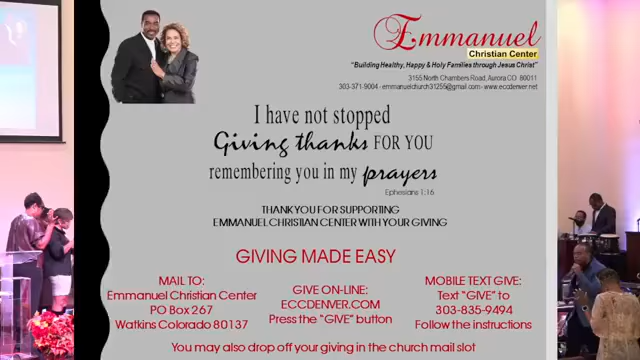 Emmanuel
Christian Center
"Building Healthy, Happy & Holy Families through Jesus Christ"
3155 North Chambers Road, Aurora CO 80011
303-371-9004 - emmanuelchurch31255@gmail.com - www.eccdenver.net
I have not stopped
Giving thanks FOR YOU
remembering you in my prayers
Ephesians 1:16
THANK YOU FOR SUPPORTING
EMMANUEL CHRISTIAN CENTER WITH YOUR GIVING
GIVING MADE EASY
MAIL TO:
Emmanuel Christian Center
PO Box 267
Watkins Colorado 80137
GIVE ON-LINE:
ECCDENVER.COM
Press the "GIVE" button
MOBILE TEXT GIVE:
Text "GIVE" to
303-835-9494
Follow the instructions
You may also drop off your giving in the church mail slot